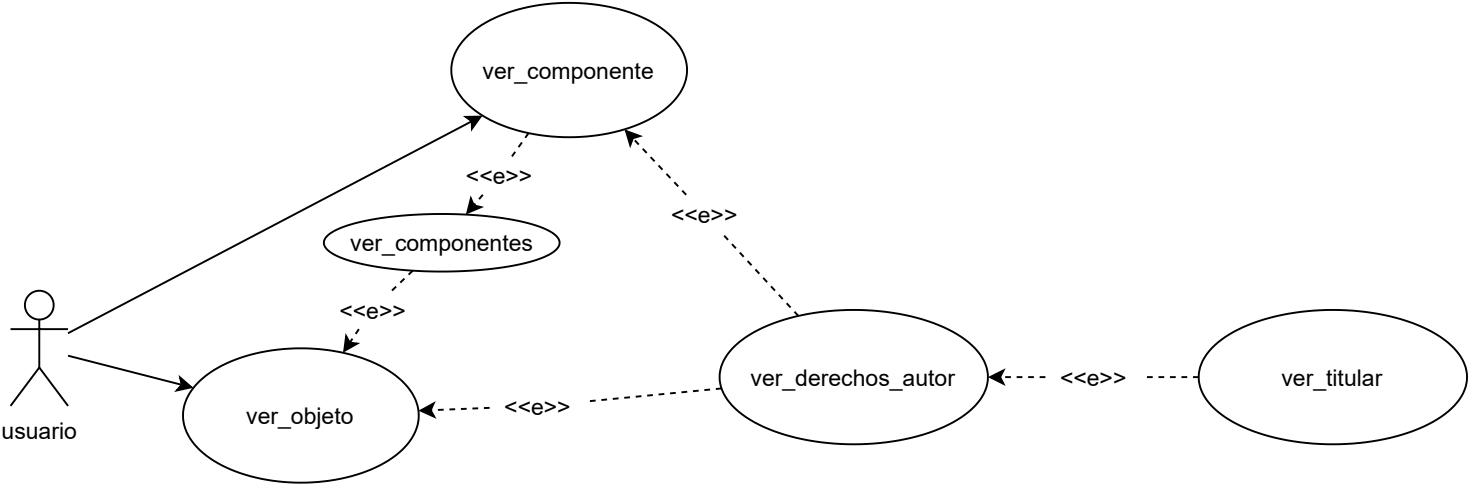 ver_componente
<<e>>
<<e>>
ver_componentes
<<e>>
ver_derechos_autor
<<e>>
ver_titular
<<e>>
ver_objeto
usuario